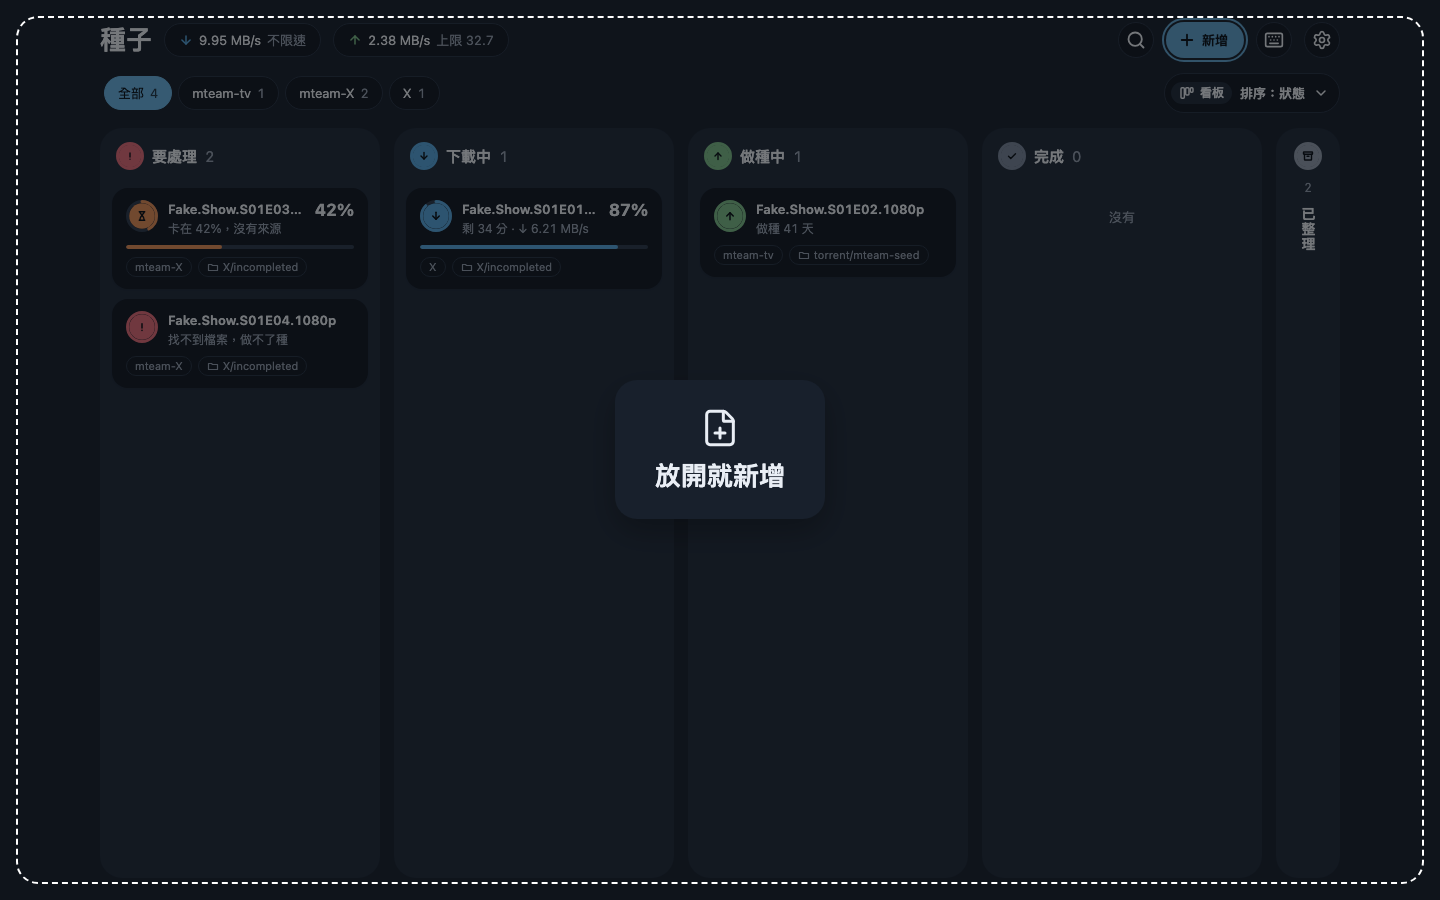 種子 9.95 MB/s 不限速 2.38 MB/s 上限 32.7 新增
全部 4 mteam-tv 1 mteam-X 2 X 1 看板 排序：狀態
要處理 2
Fake.Show.S01E03... 42%
卡在 42%，沒有來源
mteam-X X/incompleted
Fake.Show.S01E04.1080p
找不到檔案，做不了種
mteam-X X/incompleted
下載中 1
Fake.Show.S01E01... 87%
剩 34 分 · ↓ 6.21 MB/s
X X/incompleted
做種中 1
Fake.Show.S01E02.1080p
做種 41 天
mteam-tv torrent/mteam-seed
完成 0
沒有
2
已整理
放開就新增